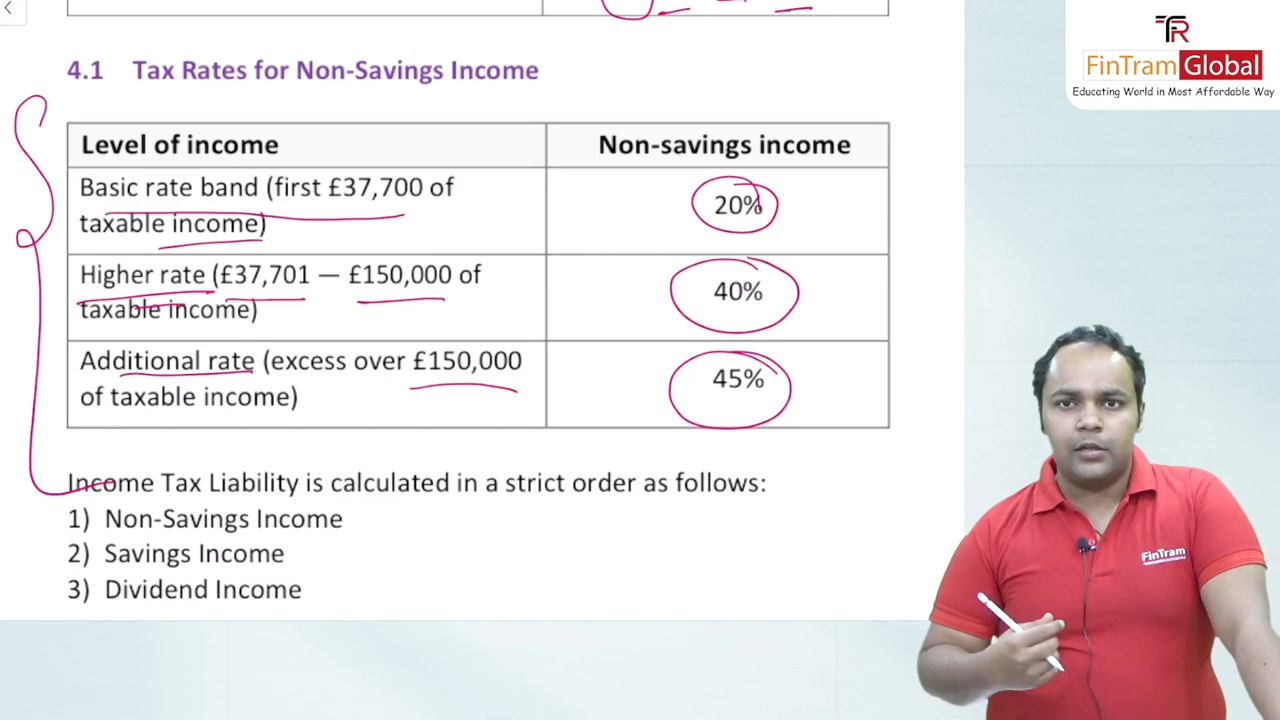 FinTram Global
Educating World in Most Affordable Way
4.1 Tax Rates for Non-Savings Income
Level of income
Non-savings income
Basic rate band (first £37,700 of
taxable income)
20%
Higher rate (£37,701 — £150,000 of
taxable income)
40%
Additional rate (excess over £150,000
of taxable income)
45%
Income Tax Liability is calculated in a strict order as follows:
1) Non-Savings Income
2) Savings Income
3) Dividend Income
FinTram